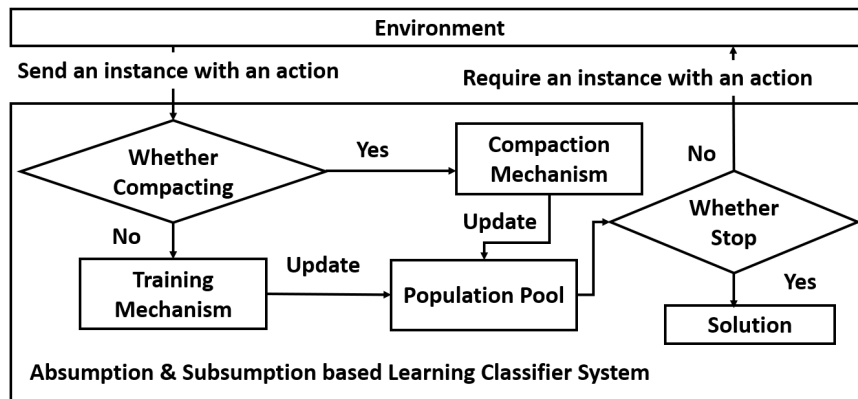 Environment
Send an instance with an action
Require an instance with an action
Whether
Compacting
Yes
Compaction
Mechanism
No
Whether
Stop
Update
No
Training
Mechanism
Update
Population Pool
Yes
Solution
Absumption & Subsumption based Learning Classifier System